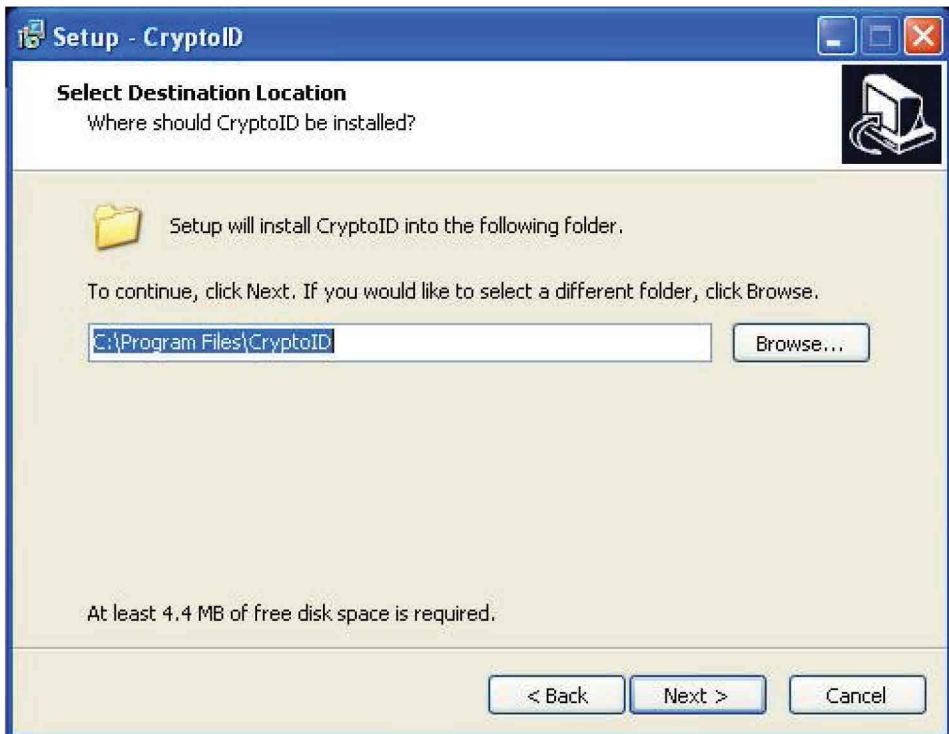 Setup - CryptoID
Select Destination Location
Where should CryptoID be installed?
Setup will install CryptoID into the following folder.
To continue, click Next. If you would like to select a different folder, click Browse.
C:\Program Files\CryptoID
Browse...
At least 4.4 MB of free disk space is required.
< Back
Next >
Cancel